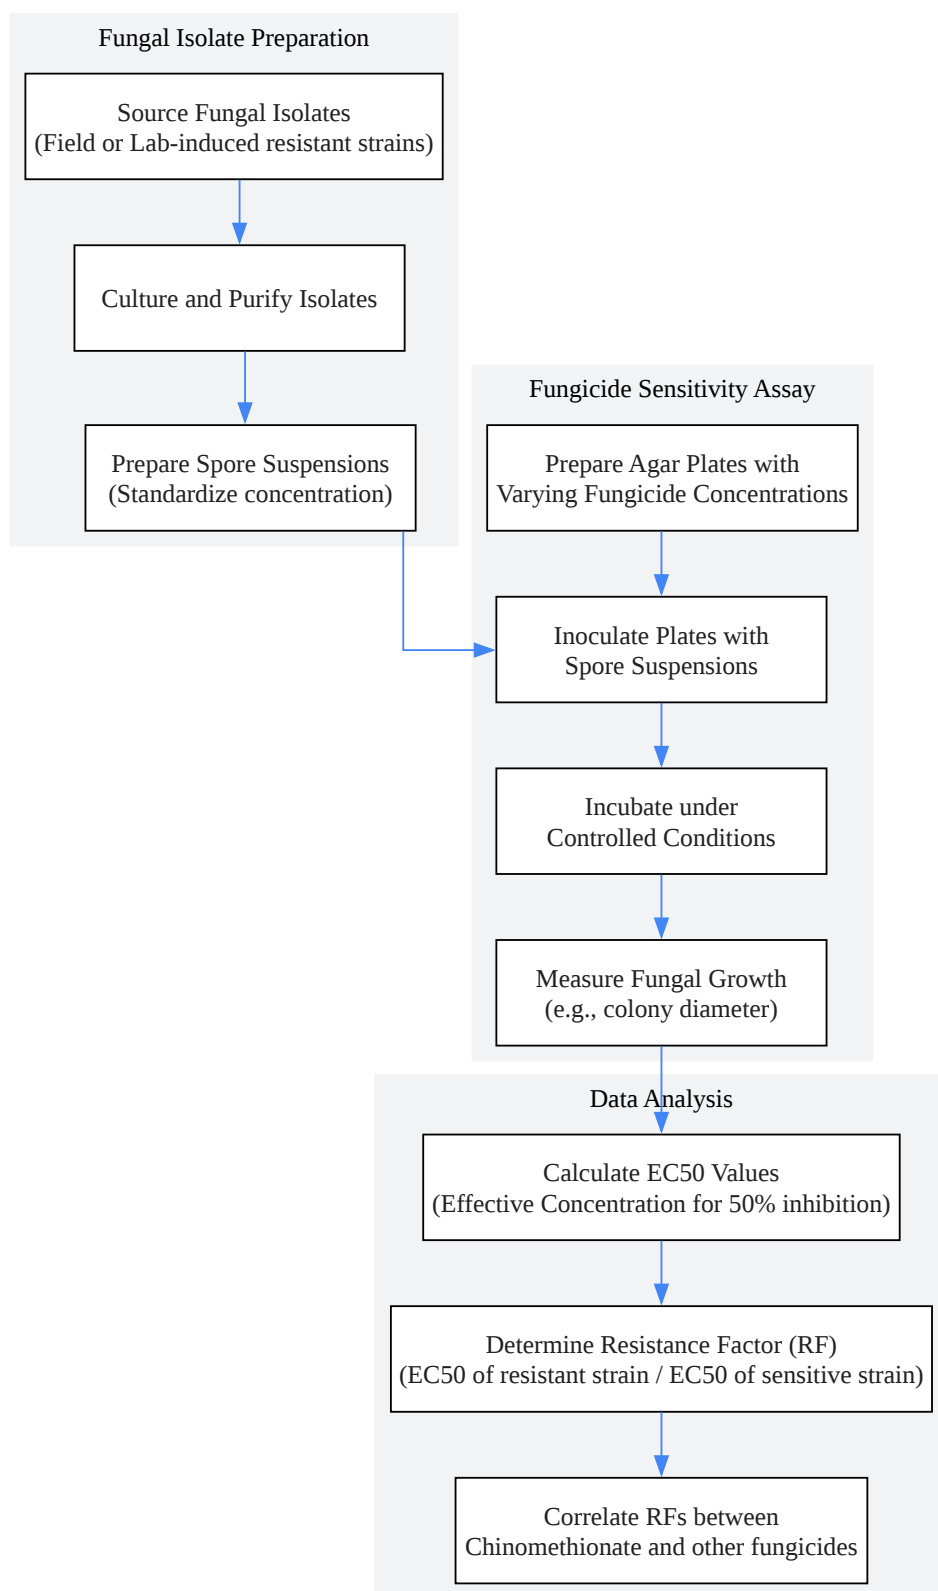 Fungal Isolate Preparation
Source Fungal Isolates
(Field or Lab-induced resistant strains)
Culture and Purify Isolates
Prepare Spore Suspensions
(Standardize concentration)
Fungicide Sensitivity Assay
Prepare Agar Plates with
Varying Fungicide Concentrations
Inoculate Plates with
Spore Suspensions
Incubate under
Controlled Conditions
Measure Fungal Growth
(e.g., colony diameter)
Data Analysis
Calculate EC50 Values
(Effective Concentration for 50% inhibition)
Determine Resistance Factor (RF)
(EC50 of resistant strain / EC50 of sensitive strain)
Correlate RFs between
Chinomethionate and other fungicides